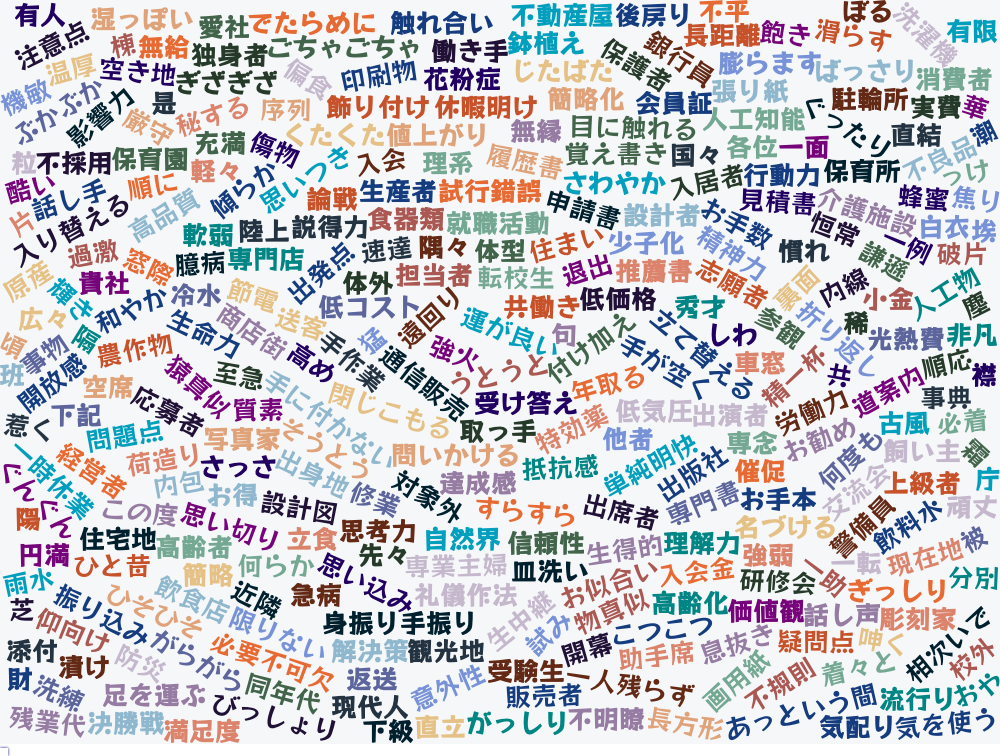 有人
湿っぽい
愛社
でたらめに
触れ合い
不動産屋
後戻り
不平
ぼる
洗濯機
有限
注意点
棟
無給
独身者
ごちゃごちゃ
働き手
鉢植え
保護者
銀行員
長距離
飽き
滑らす
機敏
温厚
空き地
ぎざぎざ
偏食
印刷物
花粉症
じたばた
膨らます
ばっさり
消費者
ぶかぶか
影響力
是
秘する
序列
飾り付け
休暇明け
簡略化
会員証
張り紙
ぐったり
駐輪所
実費
華
厳守
充満
傷物
くたくた
値上がり
無縁
目に触れる
人工知能
直結
潮
粒
不採用
保育園
軽々
思いつき
入会
理系
履歴書
覚え書き
国々
各位
一面
不良品
つけ
酷い
話し手
順に
傾らか
論戦
生産者
試行錯誤
さわやか
入居者
行動力
保育所
蜂蜜
焦り
片
入り替える
高品質
軟弱
陸上
説得力
食器類
就職活動
申請書
設計者
お手数
見積書
介護施設
恒常
白衣
埃
過激
窓際
臆病
専門店
出発点
速達
隅々
体型
住まい
少子化
精神力
慣れ
謙遜
一例
破片
原産
輝き
貴社
体外
担当者
転校生
退出
推薦書
志願者
裏面
内線
小金
人工物
塵
広々
和やか
冷水
節電
送客
低コスト
遠回り
共働き
低価格
秀才
参観
折り返し
稀
光熱費
非凡
頃
事物
隔
農作物
生命力
商店街
高め
手作業
通信販売
強火
運が良い
句
付け加え
立て替える
しわ
班
開放感
空席
猿真似
至急
手に付かない
閉じこもる
うとうと
手が空く
車窓
精一杯
共
道案内
順応
襟
惹く
下記
応募者
質素
受け答え
年取る
低気圧
出演者
労働力
事典
問題点
写真家
そうとう
問いかける
取っ手
特効薬
他者
専念
お勧め
古風
必着
一時休業
経営者
荷造り
さっさ
出身地
抵抗感
単純明快
出版社
催促
何度も
飼い主
ぐんぐん
内包
お得
設計図
修業
対象外
達成感
すらすら
出席者
専門書
お手本
交流会
上級者
庁
陽
この度
思い切り
立食
思考力
自然界
信頼性
生得的
理解力
名づける
警備員
飲料水
頑丈
円満
住宅地
高齢者
先々
専業主婦
皿洗い
強弱
一転
現在地
被
雨水
ひと昔
簡略
何らか
思い込み
お似合い
入会金
研修会
一助
ぎっしり
分別
芝
振り込み
ひそひそ
飲食店
近隣
急病
礼儀作法
生中継
物真似
高齢化
価値観
話し声
彫刻家
仰向け
がらがら
限りない
身振り手振り
試み
こつこつ
疑問点
呻く
相次いで
添付
漬け
防災
必要不可欠
解決策
観光地
開幕
助手席
息抜き
校外
財
洗練
足を運ぶ
同年代
返送
意外性
受験生
一人残らず
画用紙
不規則
着々と
残業代
決勝戦
満足度
びっしょり
現代人
下級
直立
がっしり
販売者
不明瞭
長方形
あっという間
流行り
おや
気配り
気を使う